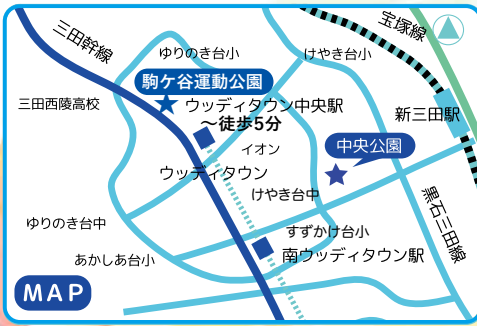 三田幹線
ゆりのき台小
けやき台小
宝塚線
駒ケ谷運動公園
三田西陵高校
ウッディタウン中央駅
～徒歩5分
新三田駅
イオン
中央公園
ウッディタウン
けやき台中
黒石三田線
ゆりのき台中
すずかけ台小
あかしあ台小
南ウッディタウン駅
MAP